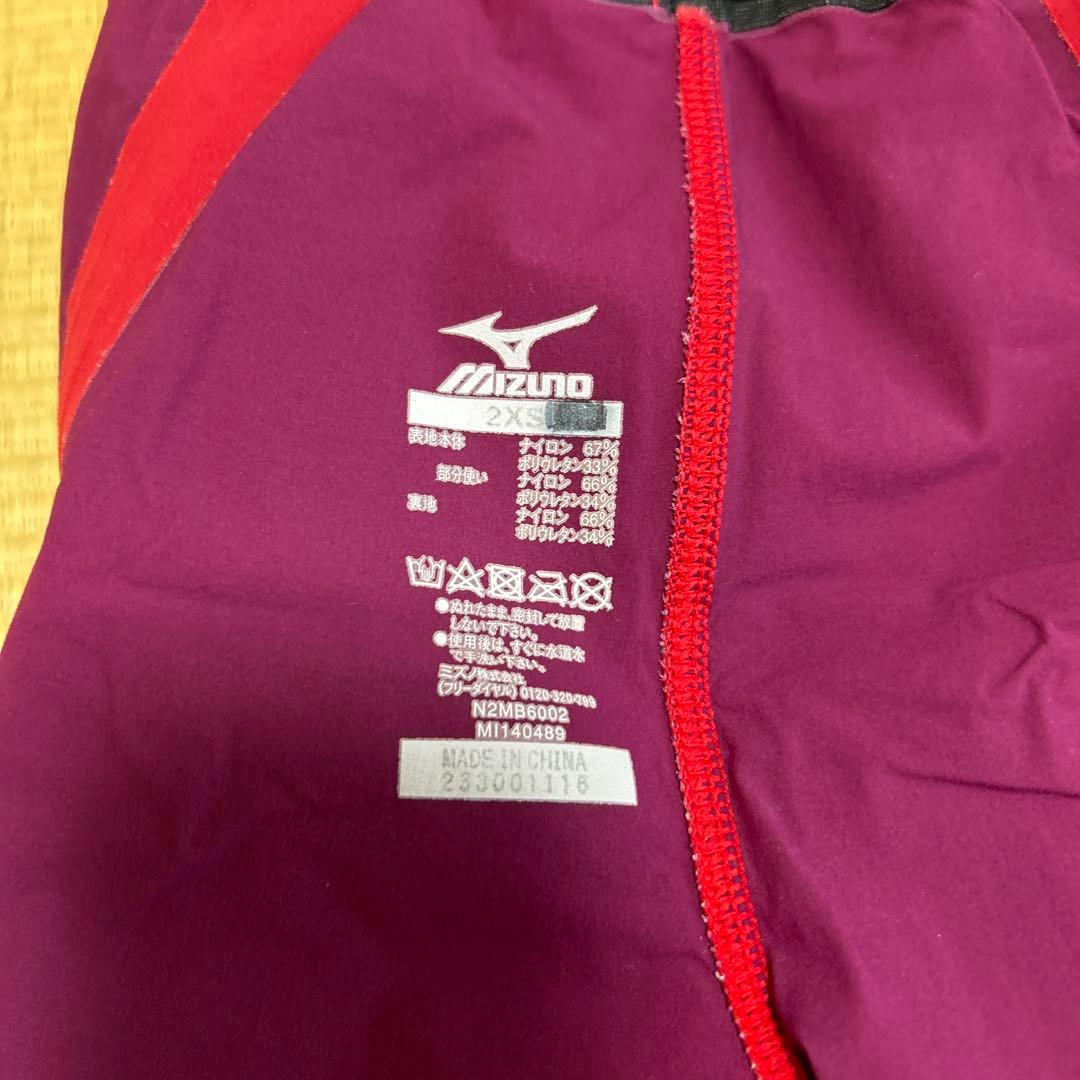 MIZUNO
2XS
表地本体 ナイロン 67%
ポリウレタン33%
部分使い ナイロン 66%
ポリウレタン34%
裏地 ナイロン 66%
ポリウレタン34%
●ぬれたまま、密封して放置
しないで下さい。
●使用後は、すぐに水道水
で手洗い下さい。
ミズノ株式会社
(フリーダイヤル) 0120-320-799
N2MB6002
MI140489
MADE IN CHINA
233001116